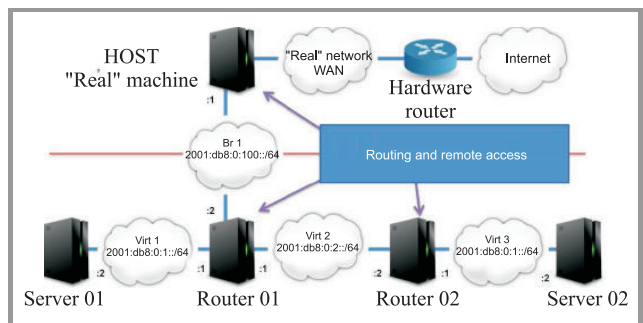 HOST
"Real" machine
"Real" network
WAN
Hardware
router
Internet
:1
Br 1
2001:db8:0:100::/64
Routing and remote access
:2
Virt 1
2001:db8:0:1::/64
Virt 2
2001:db8:0:2::/64
Virt 3
2001:db8:0:1::/64
:2
:1
:1
:2
:1
:2
Server 01
Router 01
Router 02
Server 02